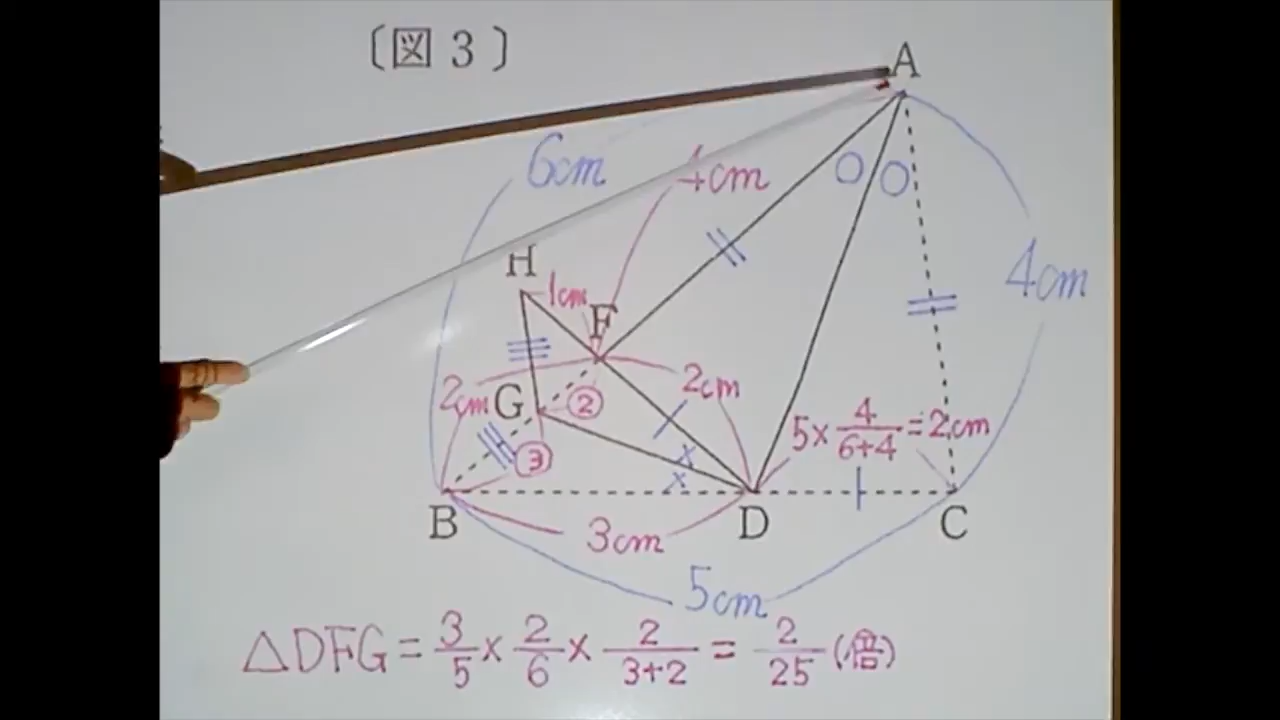 〔図 3〕
A
6cm
4cm
4cm
H
1cm
F
2cm
G
②
2cm
5×4/6+4=2cm
③
× ×
B
D
C
3cm
5cm
△DFG = 3/5 × 2/6 × 2/3+2 = 2/25 (倍)